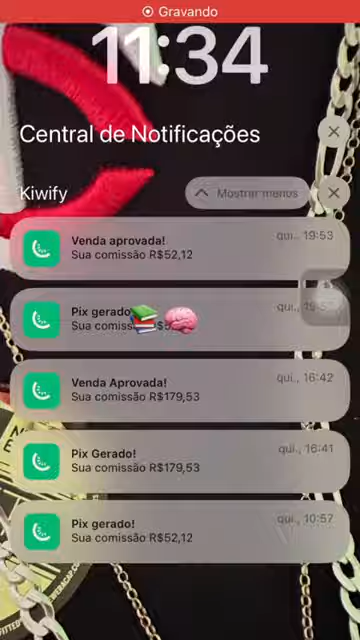 Gravando
11:34
Central de Notificações
Kiwify
Mostrar menos
Venda aprovada!
qui., 19:53
Sua comissão R$52,12
Pix gerado
Sua
Venda Aprovada!
qui., 16:42
Sua comissão R$179,53
Pix Gerado!
qui., 16:41
Sua comissão R$179,53
Pix gerado!
qui., 10:57
Sua comissão R$52,12